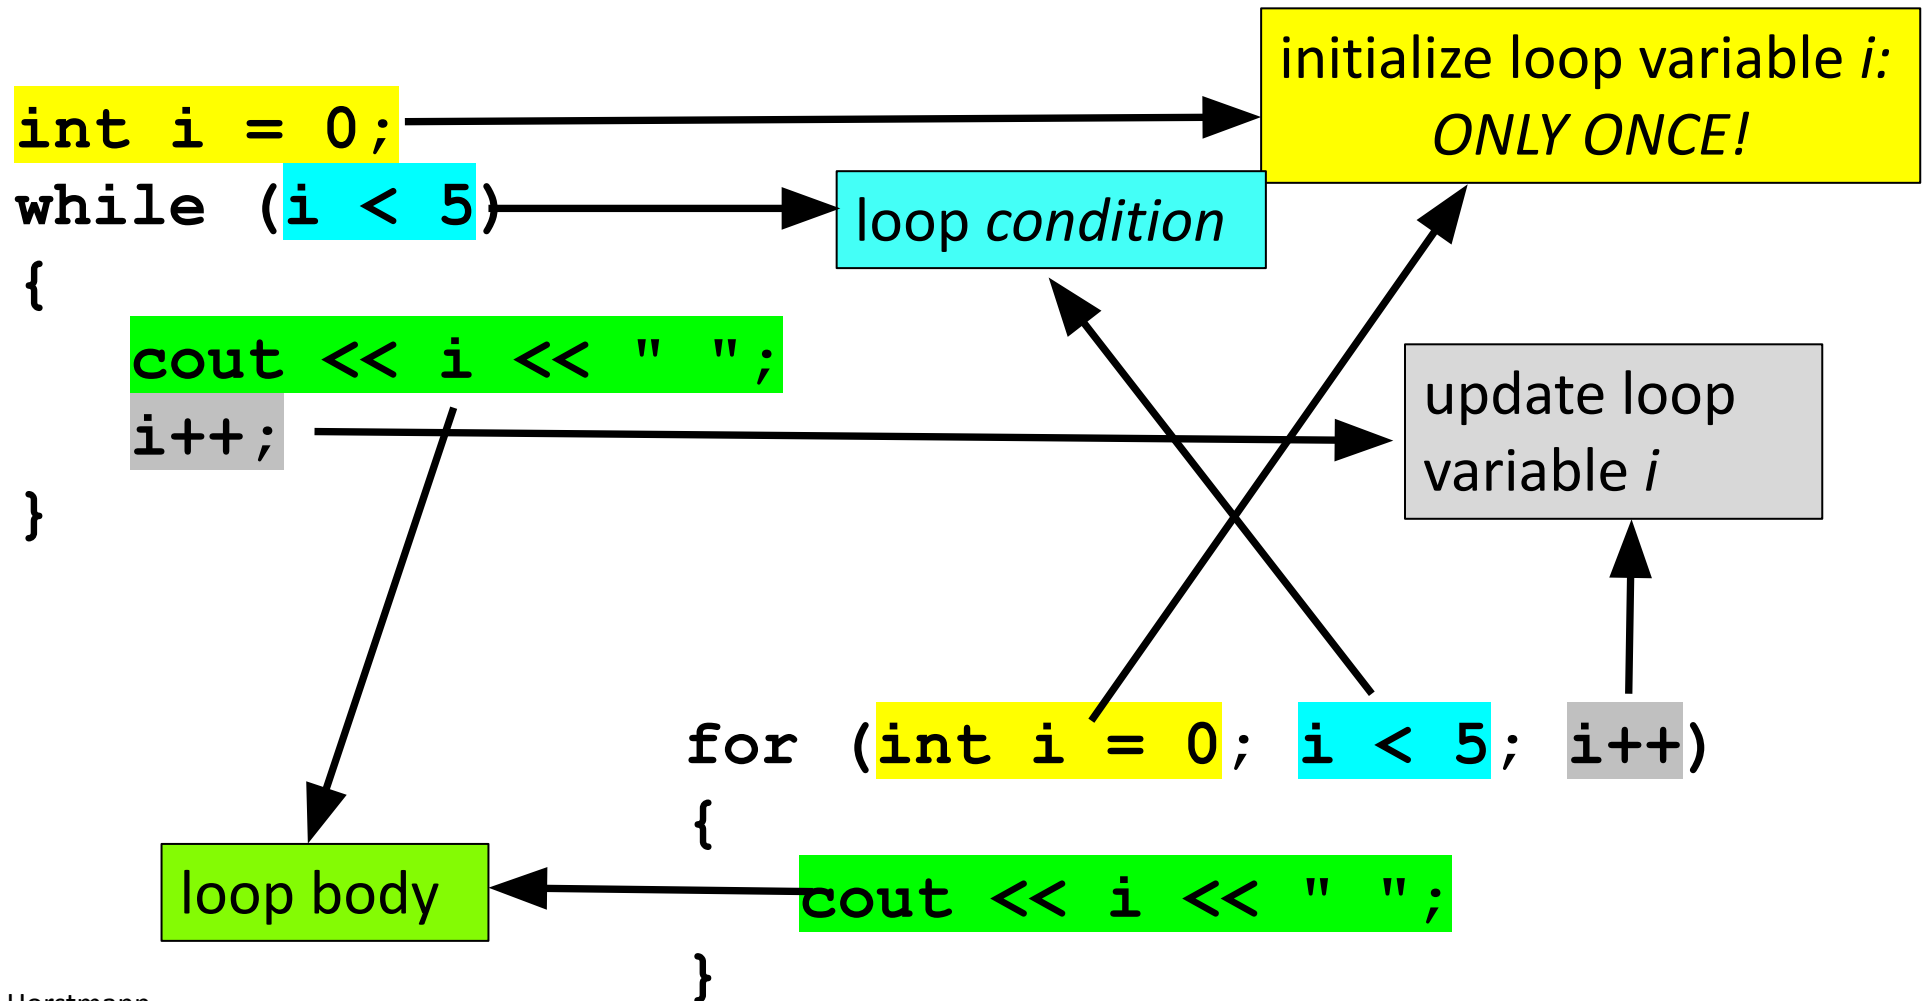 int i = 0;
while (i < 5)
{
    cout << i << " ";
    i++;
}
initialize loop variable i:
ONLY ONCE!
loop condition
update loop
variable i
for (int i = 0; i < 5; i++)
{
    cout << i << " ";
}
loop body
Horstmann